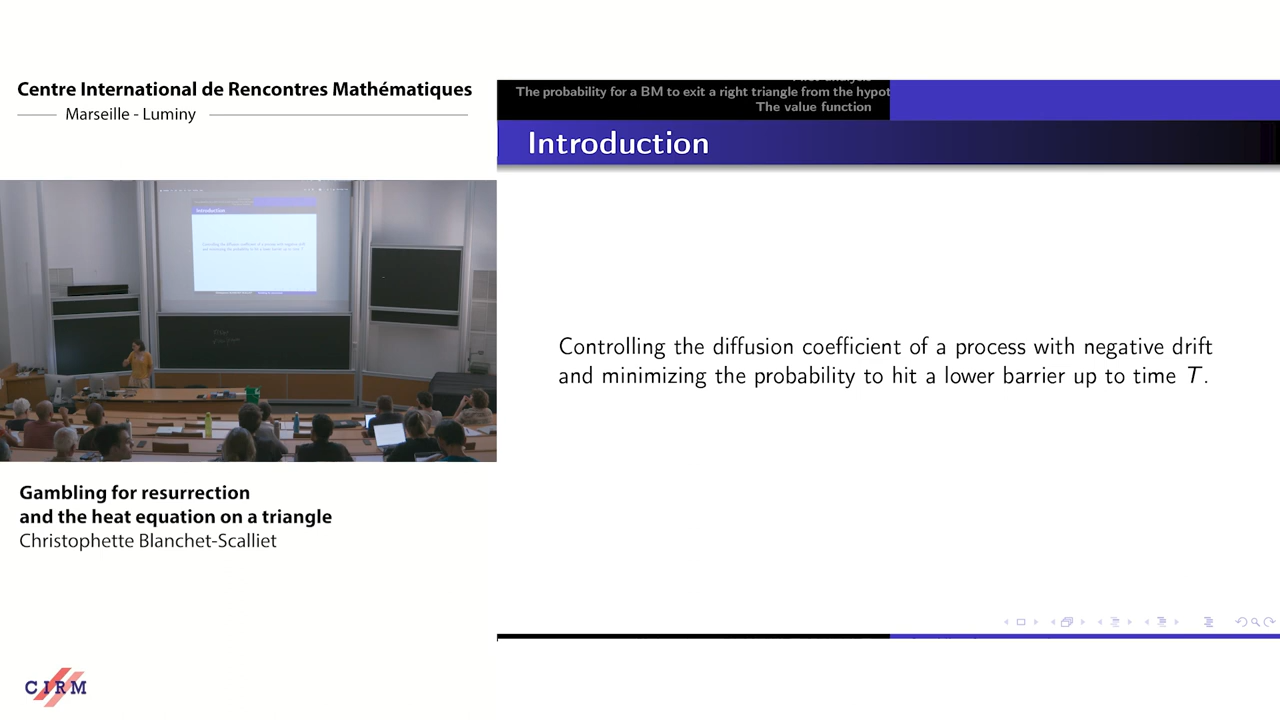 Centre International de Rencontres Mathématiques
Marseille - Luminy
The probability for a BM to exit a right triangle from the hypot
The value function
Introduction
Controlling the diffusion coefficient of a process with negative drift
and minimizing the probability to hit a lower barrier up to time T.
Gambling for resurrection
and the heat equation on a triangle
Christophette Blanchet-Scalliet
CIRM